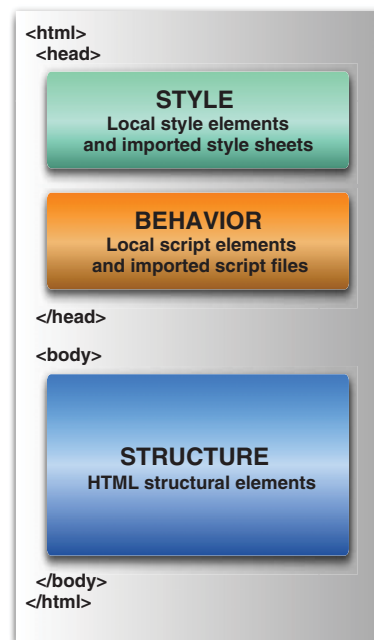 <html>
<head>
STYLE
Local style elements
and imported style sheets
BEHAVIOR
Local script elements
and imported script files
</head>
<body>
STRUCTURE
HTML structural elements
</body>
</html>